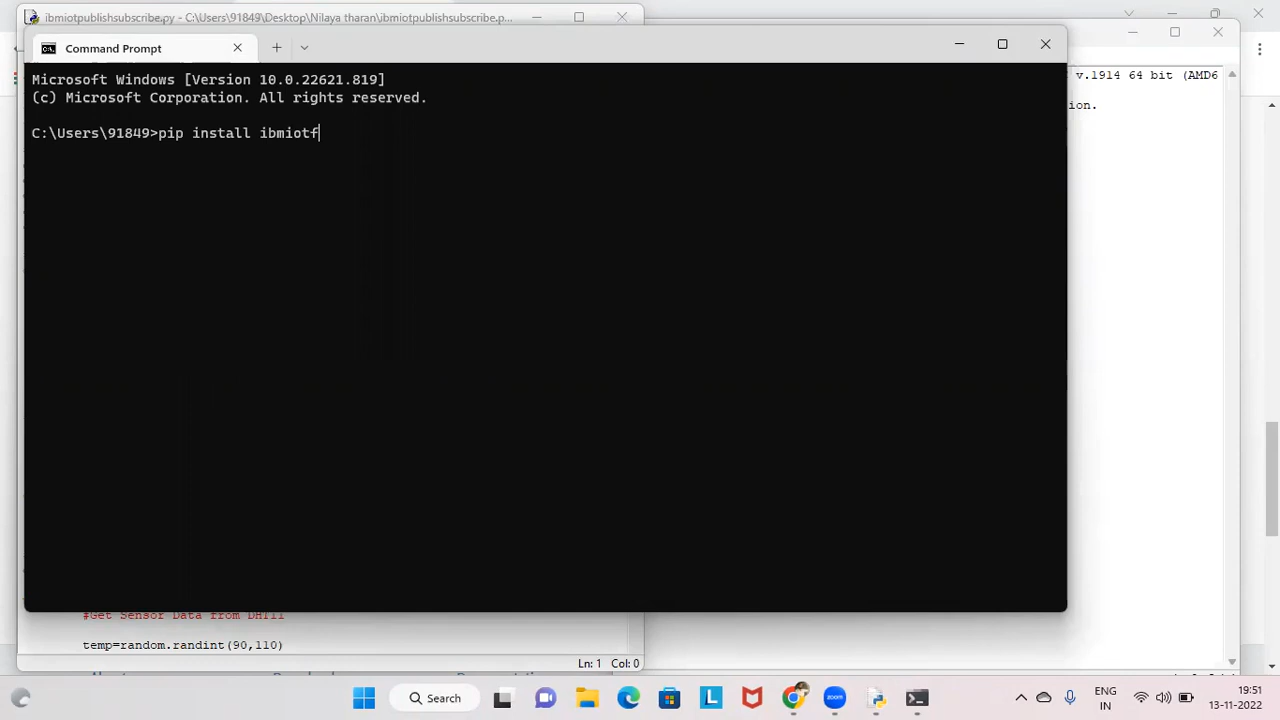 ibmiotpublishsubscribe.py - C:\Users\91849\Desktop\Nilaya tharan\ibmiotpublishsubscribe.p...
Command Prompt
Microsoft Windows [Version 10.0.22621.819]
(c) Microsoft Corporation. All rights reserved.
C:\Users\91849>pip install ibmiotf
v.1914 64 bit (AMD6
ion.
#Get Sensor Data from DHT11
temp=random.randint(90,110)
Ln: 1 Col: 0
Search
ENG
IN
19:51
13-11-2022